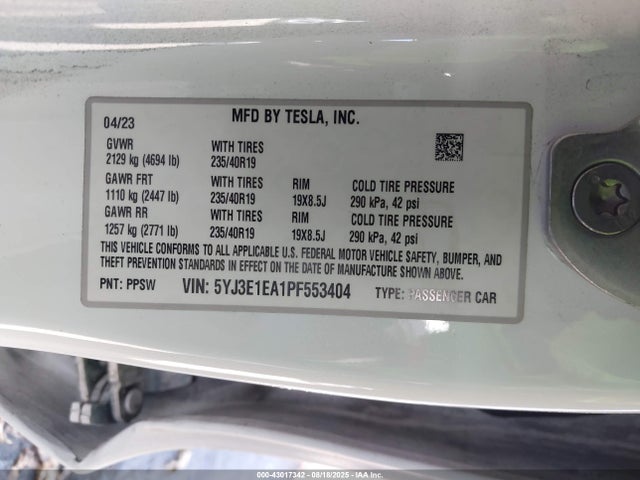 04/23 MFD BY TESLA, INC.
GVWR WITH TIRES
2129 kg (4694 lb) 235/40R19
GAWR FRT WITH TIRES RIM COLD TIRE PRESSURE
1110 kg (2447 lb) 235/40R19 19X8.5J 290 kPa, 42 psi
GAWR RR WITH TIRES RIM COLD TIRE PRESSURE
1257 kg (2771 lb) 235/40R19 19X8.5J 290 kPa, 42 psi
THIS VEHICLE CONFORMS TO ALL APPLICABLE U.S. FEDERAL MOTOR VEHICLE SAFETY, BUMPER, AND
THEFT PREVENTION STANDARDS IN EFFECT ON THE DATE OF MANUFACTURE SHOWN ABOVE.
PNT: PPSW VIN: 5YJ3E1EA1PF553404 TYPE: PASSENGER CAR
000-43017342 - 08/18/2025 - IAAC.com